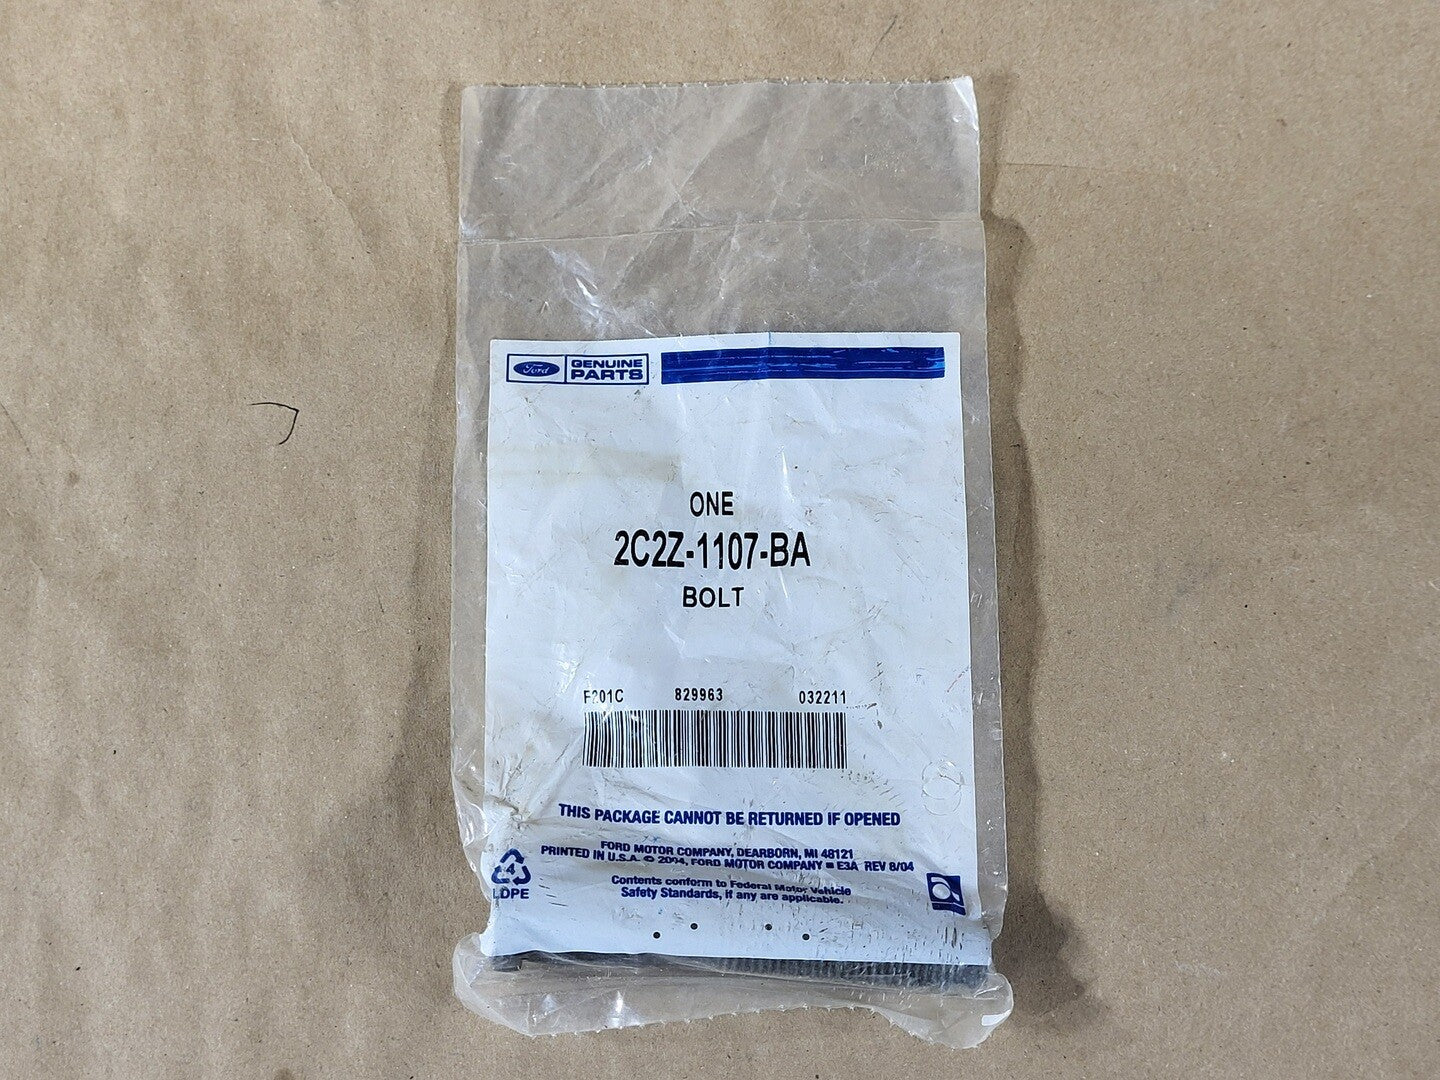 Ford GENUINE
PARTS
ONE
2C2Z-1107-BA
BOLT
F201C 829963 032211
THIS PACKAGE CANNOT BE RETURNED IF OPENED
FORD MOTOR COMPANY, DEARBORN, MI 48121
PRINTED IN U.S.A. © 2004, FORD MOTOR COMPANY ■ E3A REV 8/04
Contents conform to Federal Motor Vehicle
Safety Standards, if any are applicable.
4
LDPE